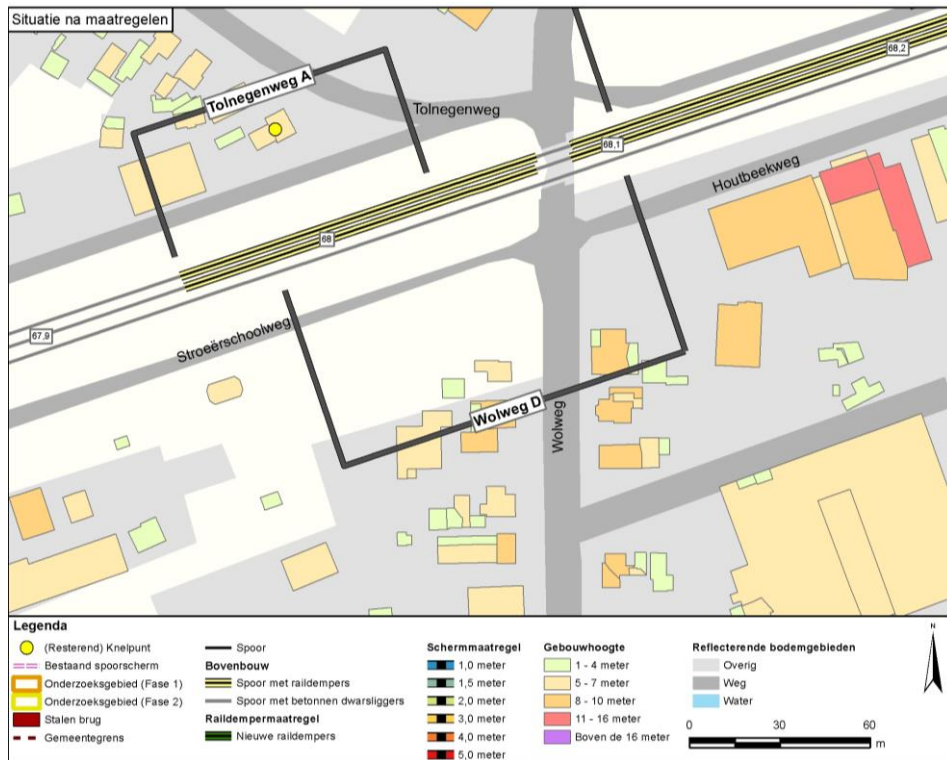 Situatie na maatregelen
68,2
Tolnegenweg A
Tolnegenweg
68,1
Houtbeekweg
68
67,9
Stroeërschoolweg
Wolweg D
Wolweg
Legenda
(Resterend) Knelpunt
Bestaand spoorscherm
Onderzoeksgebied (Fase 1)
Onderzoeksgebied (Fase 2)
Stalen brug
Gemeentegrens
Spoor
Bovenbouw
Spoor met raildempers
Spoor met betonnen dwarsliggers
Raildempermaatregel
Nieuwe raildempers
Schermmaatregel
1,0 meter
1,5 meter
2,0 meter
3,0 meter
4,0 meter
5,0 meter
Gebouwhoogte
1 - 4 meter
5 - 7 meter
8 - 10 meter
11 - 16 meter
Boven de 16 meter
Reflecterende bodemgebieden
Overig
Weg
Water
N
0 30 60
m